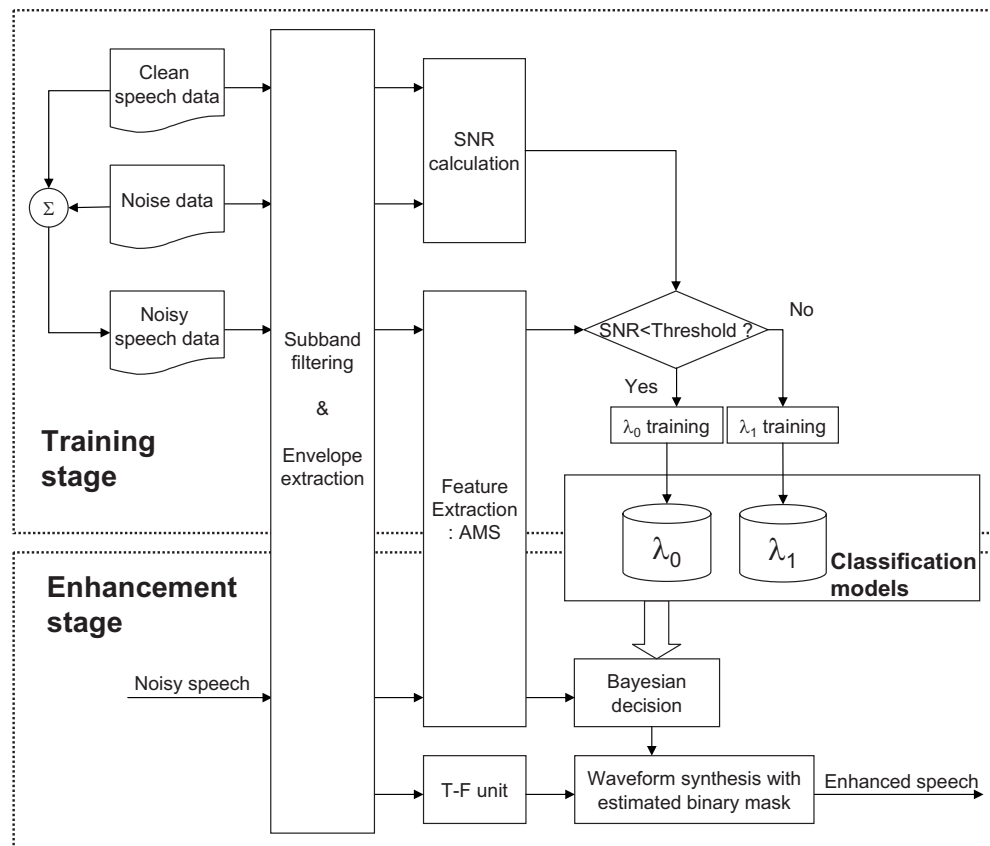 Clean
speech data
Σ
Noise data
Noisy
speech data
Training
stage
Subband
filtering
&
Envelope
extraction
SNR
calculation
Feature
Extraction
: AMS
SNR<Threshold ?
No
Yes
λ0 training
λ1 training
λ0
λ1
Classification
models
Enhancement
stage
Noisy speech
Bayesian
decision
T-F unit
Waveform synthesis with
estimated binary mask
Enhanced speech